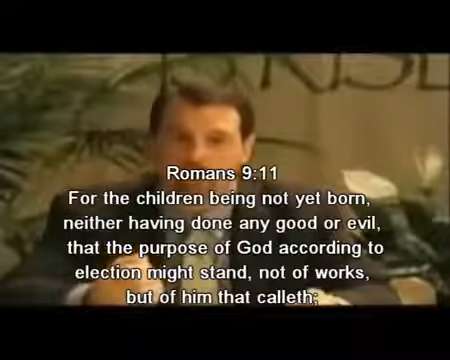 RISE
Romans 9:11
For the children being not yet born,
neither having done any good or evil,
that the purpose of God according to
election might stand, not of works,
but of him that calleth;